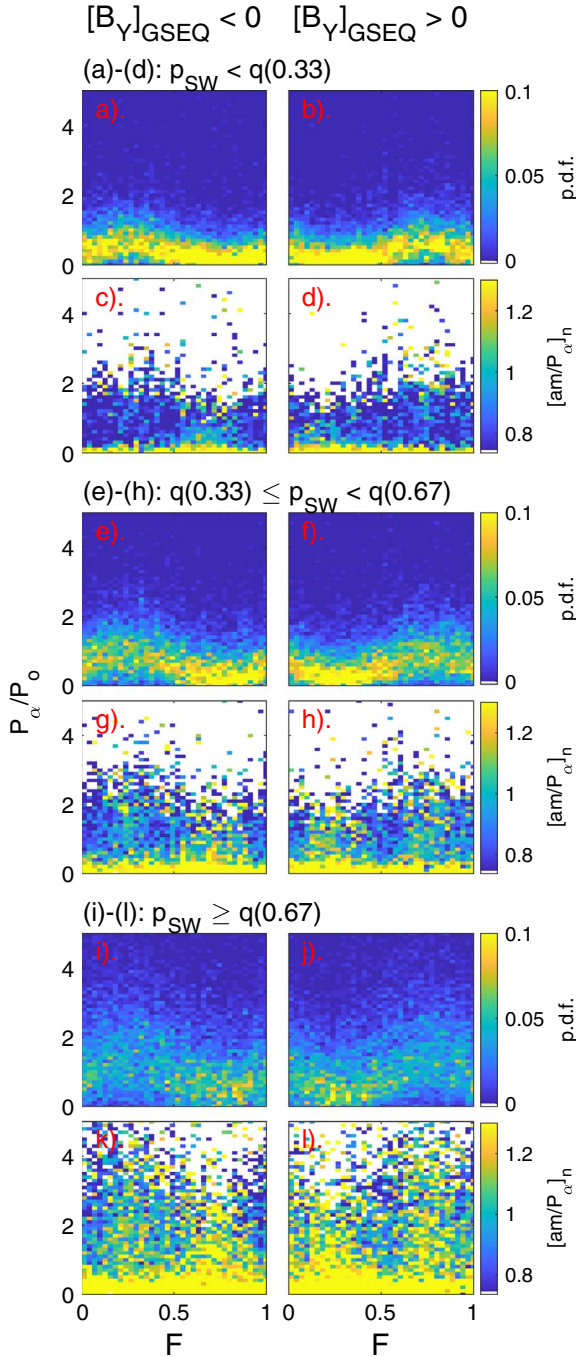 [B_Y]_GSEQ < 0 [B_Y]_GSEQ > 0
(a)-(d): p_SW < q(0.33)
a). b).
4
2
0
0.1
0.05
0
p.d.f.
c). d).
4
2
0
1.2
1
0.8
[am/P_α]_n
(e)-(h): q(0.33) ≤ p_SW < q(0.67)
e). f).
4
2
0
0.1
0.05
0
p.d.f.
P_α/P_o
g). h).
4
2
0
1.2
1
0.8
[am/P_α]_n
(i)-(l): p_SW ≥ q(0.67)
i). j).
4
2
0
0.1
0.05
0
p.d.f.
k). l).
4
2
0
1.2
1
0.8
[am/P_α]_n
0 0.5 1 0 0.5 1
F F